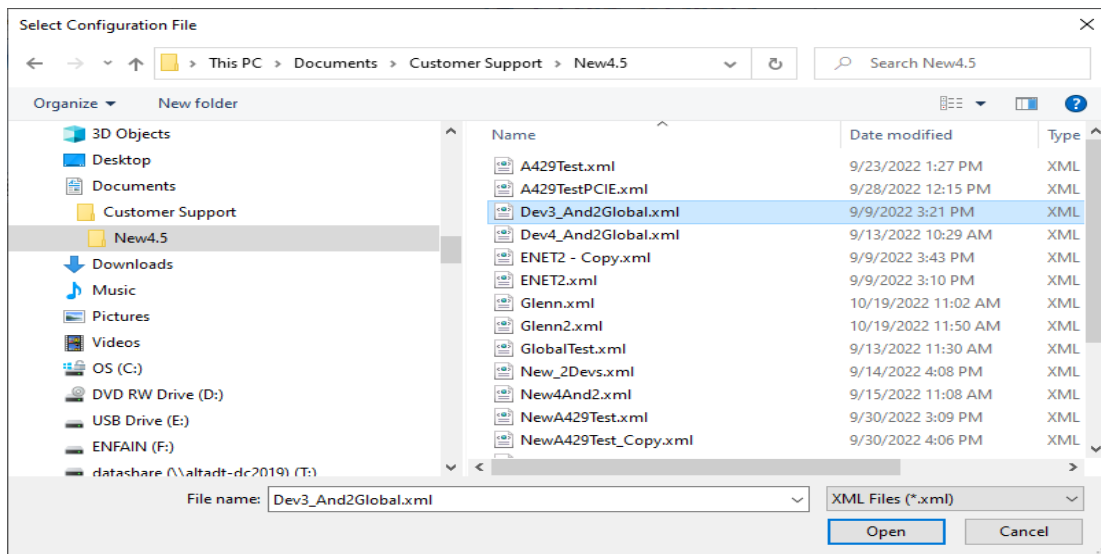 Select Configuration File
This PC > Documents > Customer Support > New4.5
Search New4.5
Organize
New folder
3D Objects
Desktop
Documents
Customer Support
New4.5
Downloads
Music
Pictures
Videos
OS (C:)
DVD RW Drive (D:)
USB Drive (E:)
ENFAIN (F:)
datashare (\\altadt-dc2019) (T:)
Name Date modified Type
A429Test.xml 9/23/2022 1:27 PM XML
A429TestPCIE.xml 9/28/2022 12:15 PM XML
Dev3_And2Global.xml 9/9/2022 3:21 PM XML
Dev4_And2Global.xml 9/13/2022 10:29 AM XML
ENET2 - Copy.xml 9/9/2022 3:43 PM XML
ENET2.xml 9/9/2022 3:10 PM XML
Glenn.xml 10/19/2022 11:02 AM XML
Glenn2.xml 10/19/2022 11:50 AM XML
GlobalTest.xml 9/13/2022 11:30 AM XML
New_2Devs.xml 9/14/2022 4:08 PM XML
New4And2.xml 9/15/2022 11:08 AM XML
NewA429Test.xml 9/30/2022 3:09 PM XML
NewA429Test_Copy.xml 9/30/2022 4:06 PM XML
File name: Dev3_And2Global.xml
XML Files (*.xml)
Open Cancel